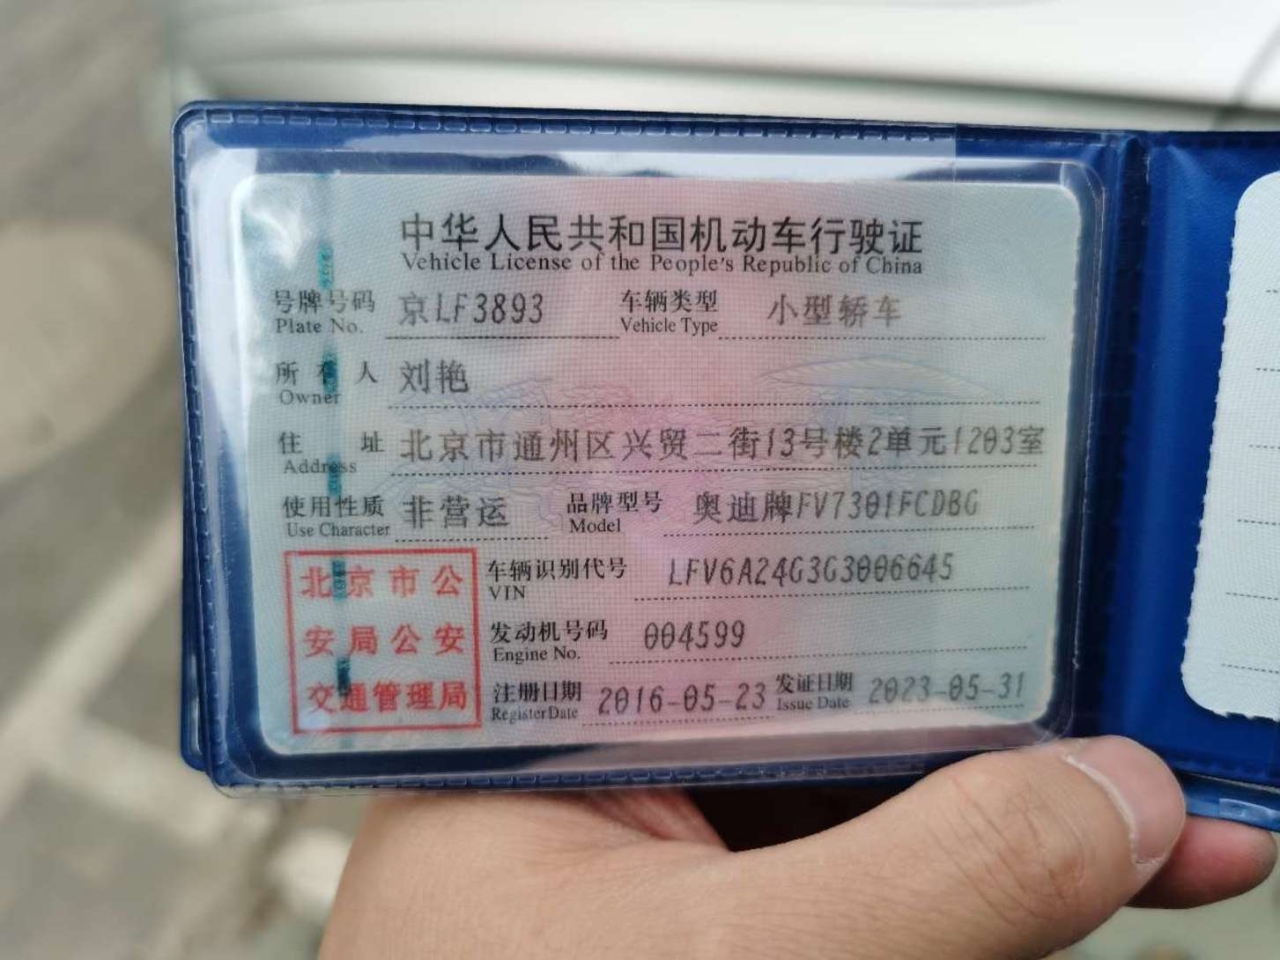 中华人民共和国机动车行驶证
Vehicle License of the People's Republic of China
号牌号码 京LF3893 车辆类型 小型轿车
Plate No. Vehicle Type
所有人 刘艳
Owner
住址 北京市通州区兴贸二街13号楼2单元1203室
Address
使用性质 非营运 品牌型号 奥迪牌FV7301FCDBG
Use Character Model
北京市公
安局公安
交通管理局
车辆识别代号 LFV6A24G3G3006645
VIN
发动机号码 004599
Engine No.
注册日期 2016-05-23 发证日期 2023-05-31
Register Date Issue Date